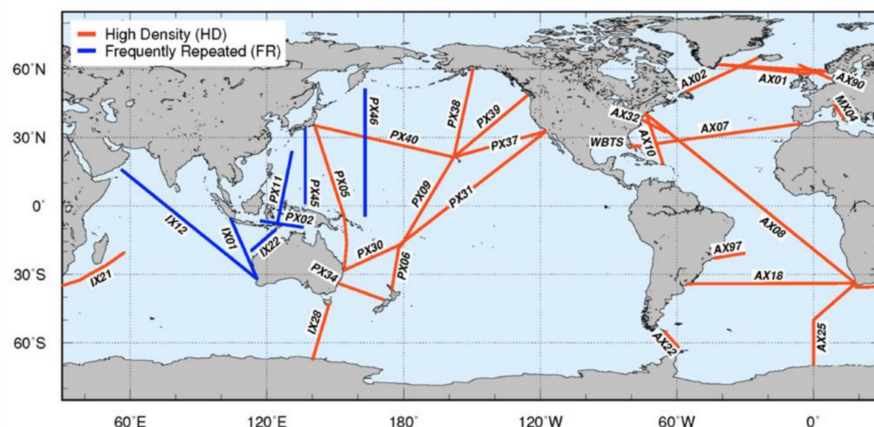 High Density (HD)
Frequently Repeated (FR)
60°N
30°N
0°
30°S
60°S
60°E
120°E
180°
120°W
60°W
0°
AX02
AX01
AX90
MX04
AX32
AX10
AX07
WBTS
AX08
AX97
AX18
AX25
AX22
PX38
PX39
PX37
PX40
PX46
PX45
PX11
PX05
PX02
PX09
PX31
PX30
PX06
PX34
IX12
IX01
IX22
IX21
IX28